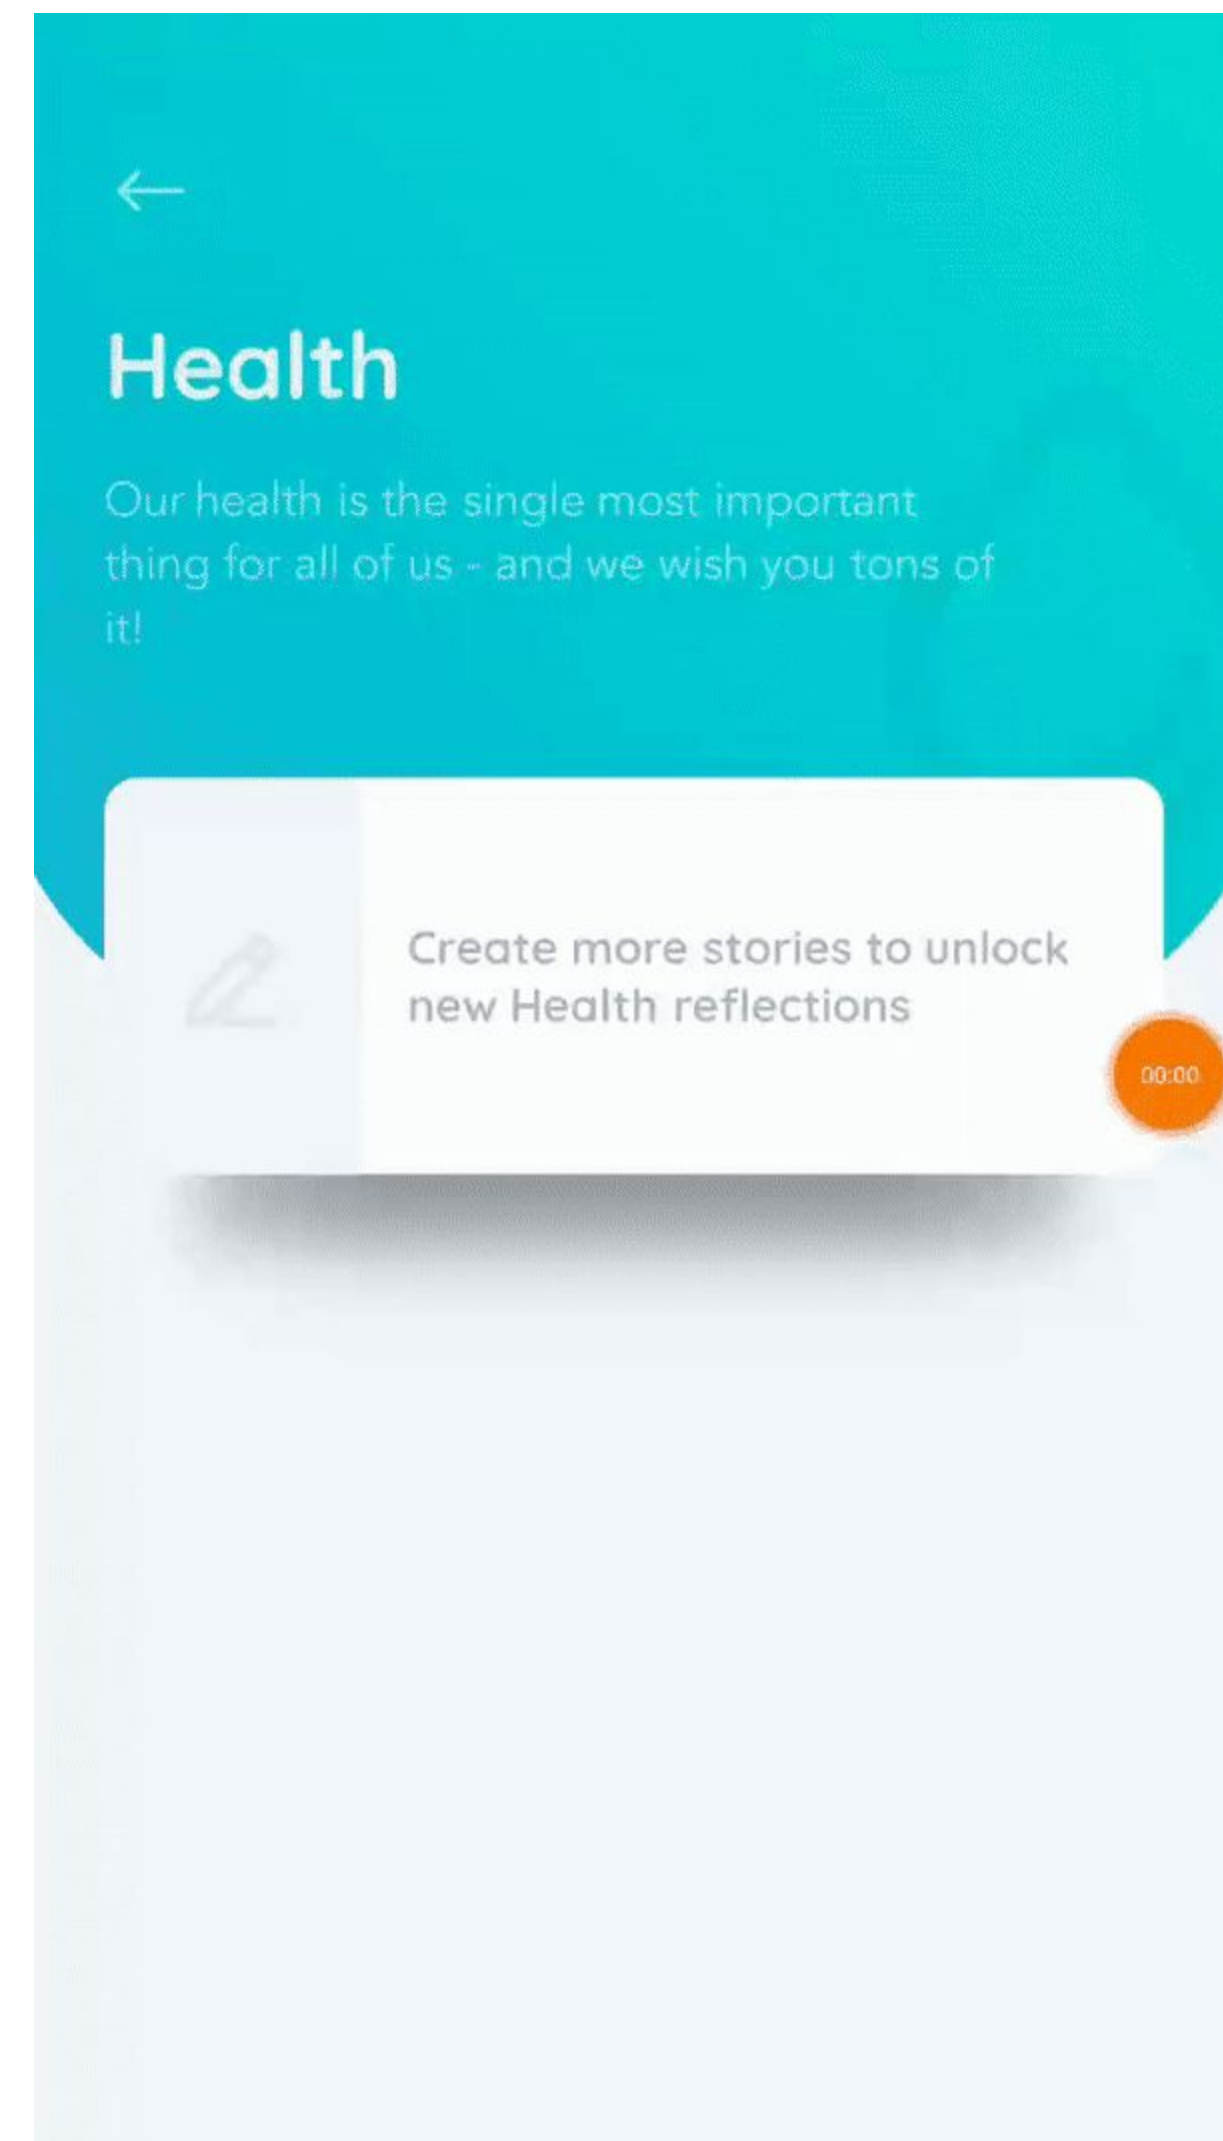 Health
Our health is the single most important
thing for all of us - and we wish you tons of
it!
Create more stories to unlock
new Health reflections
00:00